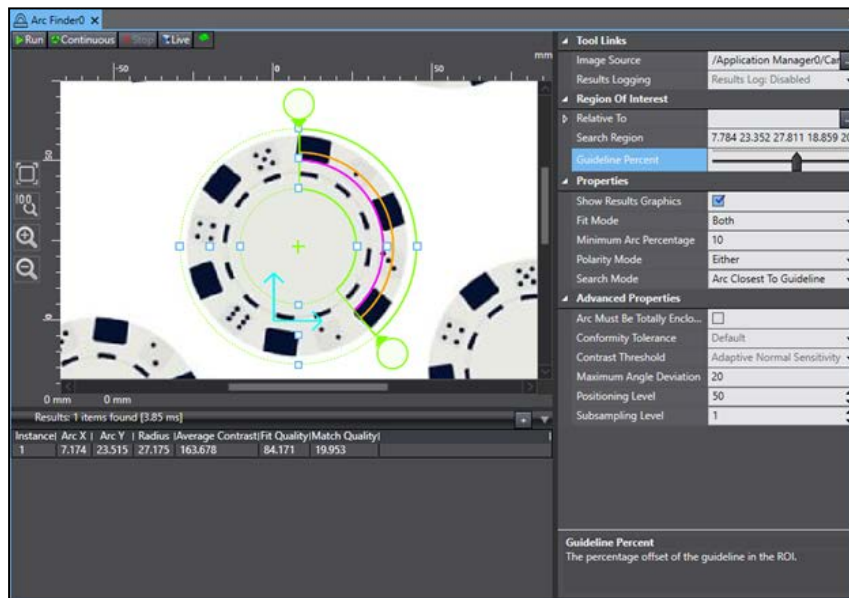 Arc Finder0
Run Continuous Stop Live
mm
-50 0 50
50
100
0
0 mm 0 mm
Results: 1 items found [3.85 ms]
Instance Arc X Arc Y Radius Average Contrast Fit Quality Match Quality
1 7.174 23.515 27.175 163.678 84.171 19.953
Tool Links
Image Source /Application Manager0/Car
Results Logging Results Log: Disabled
Region Of Interest
Relative To
Search Region 7.784 23.352 27.811 18.859 20
Guideline Percent
Properties
Show Results Graphics
Fit Mode Both
Minimum Arc Percentage 10
Polarity Mode Either
Search Mode Arc Closest To Guideline
Advanced Properties
Arc Must Be Totally Enclo...
Conformity Tolerance Default
Contrast Threshold Adaptive Normal Sensitivity
Maximum Angle Deviation 20
Positioning Level 50
Subsampling Level 1
Guideline Percent
The percentage offset of the guideline in the ROI.